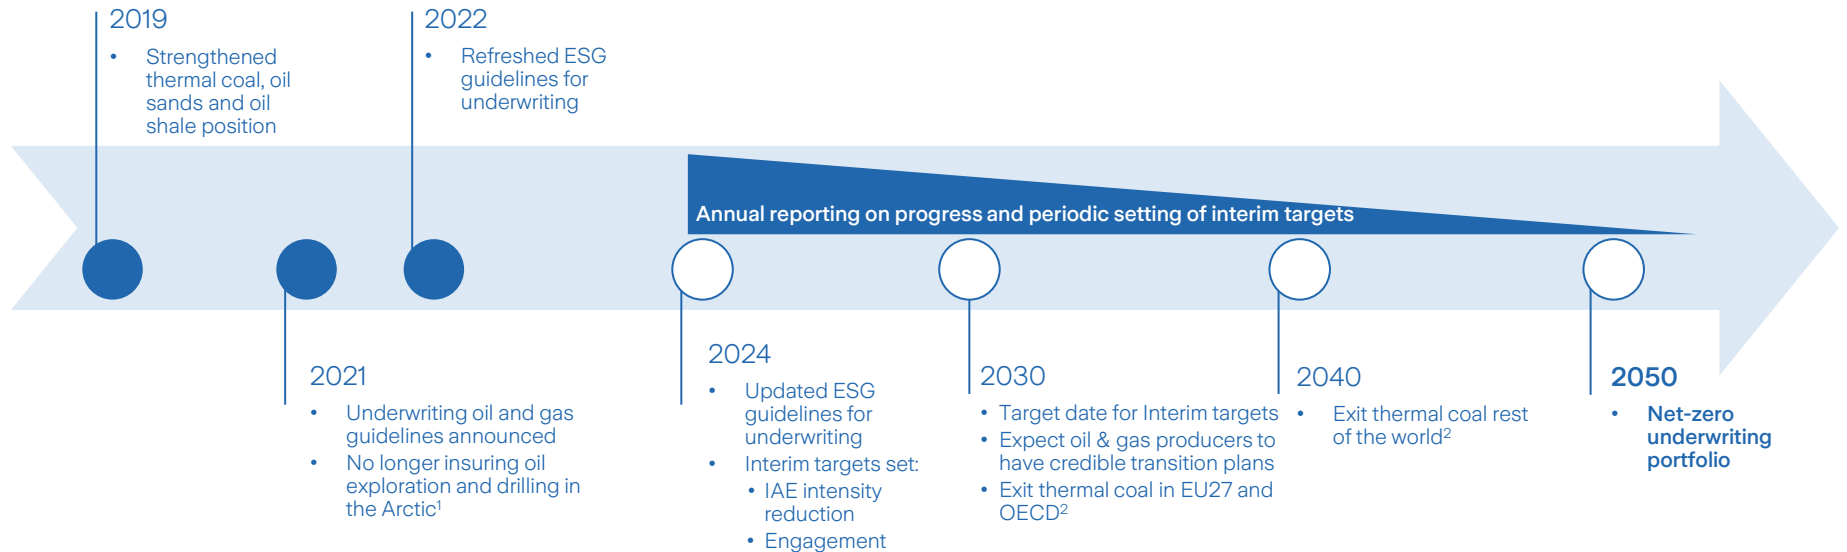 2019
• Strengthened
thermal coal, oil
sands and oil
shale position
2022
• Refreshed ESG
guidelines for
underwriting
Annual reporting on progress and periodic setting of interim targets
2021
• Underwriting oil and gas
guidelines announced
• No longer insuring oil
exploration and drilling in
the Arctic¹
2024
• Updated ESG
guidelines for
underwriting
• Interim targets set:
• IAE intensity
reduction
• Engagement
2030
• Target date for Interim targets
• Expect oil & gas producers to
have credible transition plans
• Exit thermal coal in EU27 and
OECD²
2040
• Exit thermal coal rest
of the world²
2050
• Net-zero
underwriting
portfolio